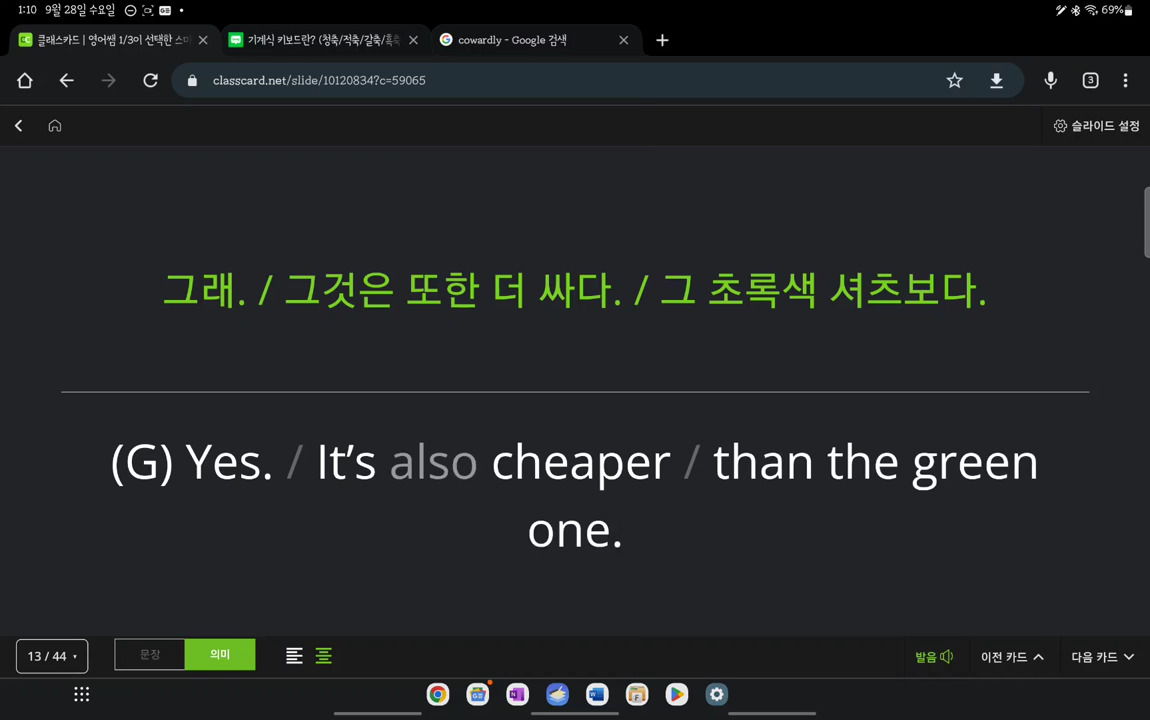 1:10 9월 28일 수요일
69%
클래스카드 | 영어쌤 1/3이 선택한 스마
기계식 키보드란? (청축/적축/갈축/흑축
cowardly - Google 검색
classcard.net/slide/10120834?c=59065
3
슬라이드 설정
그래. / 그것은 또한 더 싸다. / 그 초록색 셔츠보다.
(G) Yes. / It’s also cheaper / than the green
one.
13 / 44
문장
의미
발음
이전 카드
다음 카드